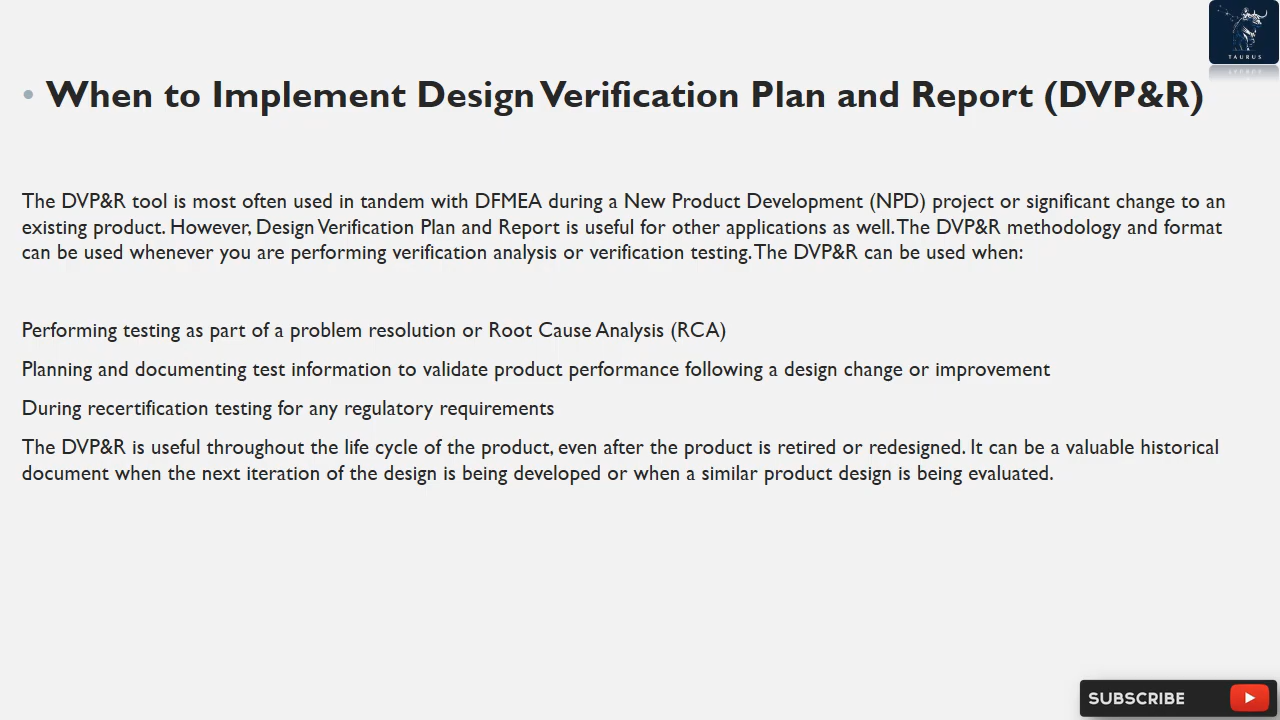 TAURUS
• When to Implement Design Verification Plan and Report (DVP&R)
The DVP&R tool is most often used in tandem with DFMEA during a New Product Development (NPD) project or significant change to an
existing product. However, Design Verification Plan and Report is useful for other applications as well. The DVP&R methodology and format
can be used whenever you are performing verification analysis or verification testing. The DVP&R can be used when:
Performing testing as part of a problem resolution or Root Cause Analysis (RCA)
Planning and documenting test information to validate product performance following a design change or improvement
During recertification testing for any regulatory requirements
The DVP&R is useful throughout the life cycle of the product, even after the product is retired or redesigned. It can be a valuable historical
document when the next iteration of the design is being developed or when a similar product design is being evaluated.
SUBSCRIBE